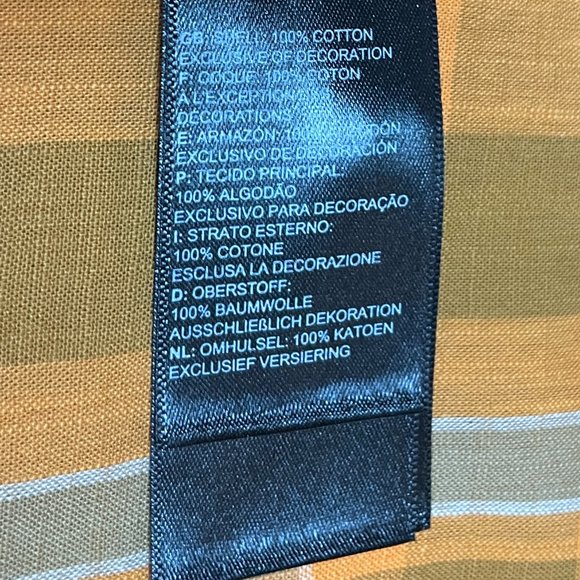 GB: SHELL: 100% COTTON
EXCLUSIVE OF DECORATION
F: COQUE: 100% COTON
A L'EXCEPTION
DECORATIONS
E: ARMAZÓN: 100% ALGODÓN
EXCLUSIVO DE DECORACIÓN
P: TECIDO PRINCIPAL
100% ALGODÃO
EXCLUSIVO PARA DECORAÇÃO
I: STRATO ESTERNO:
100% COTONE
ESCLUSA LA DECORAZIONE
D: OBERSTOFF:
100% BAUMWOLLE
AUSSCHLIEßLICH DEKORATION
NL: OMHULSEL: 100% KATOEN
EXCLUSIEF VERSIERING